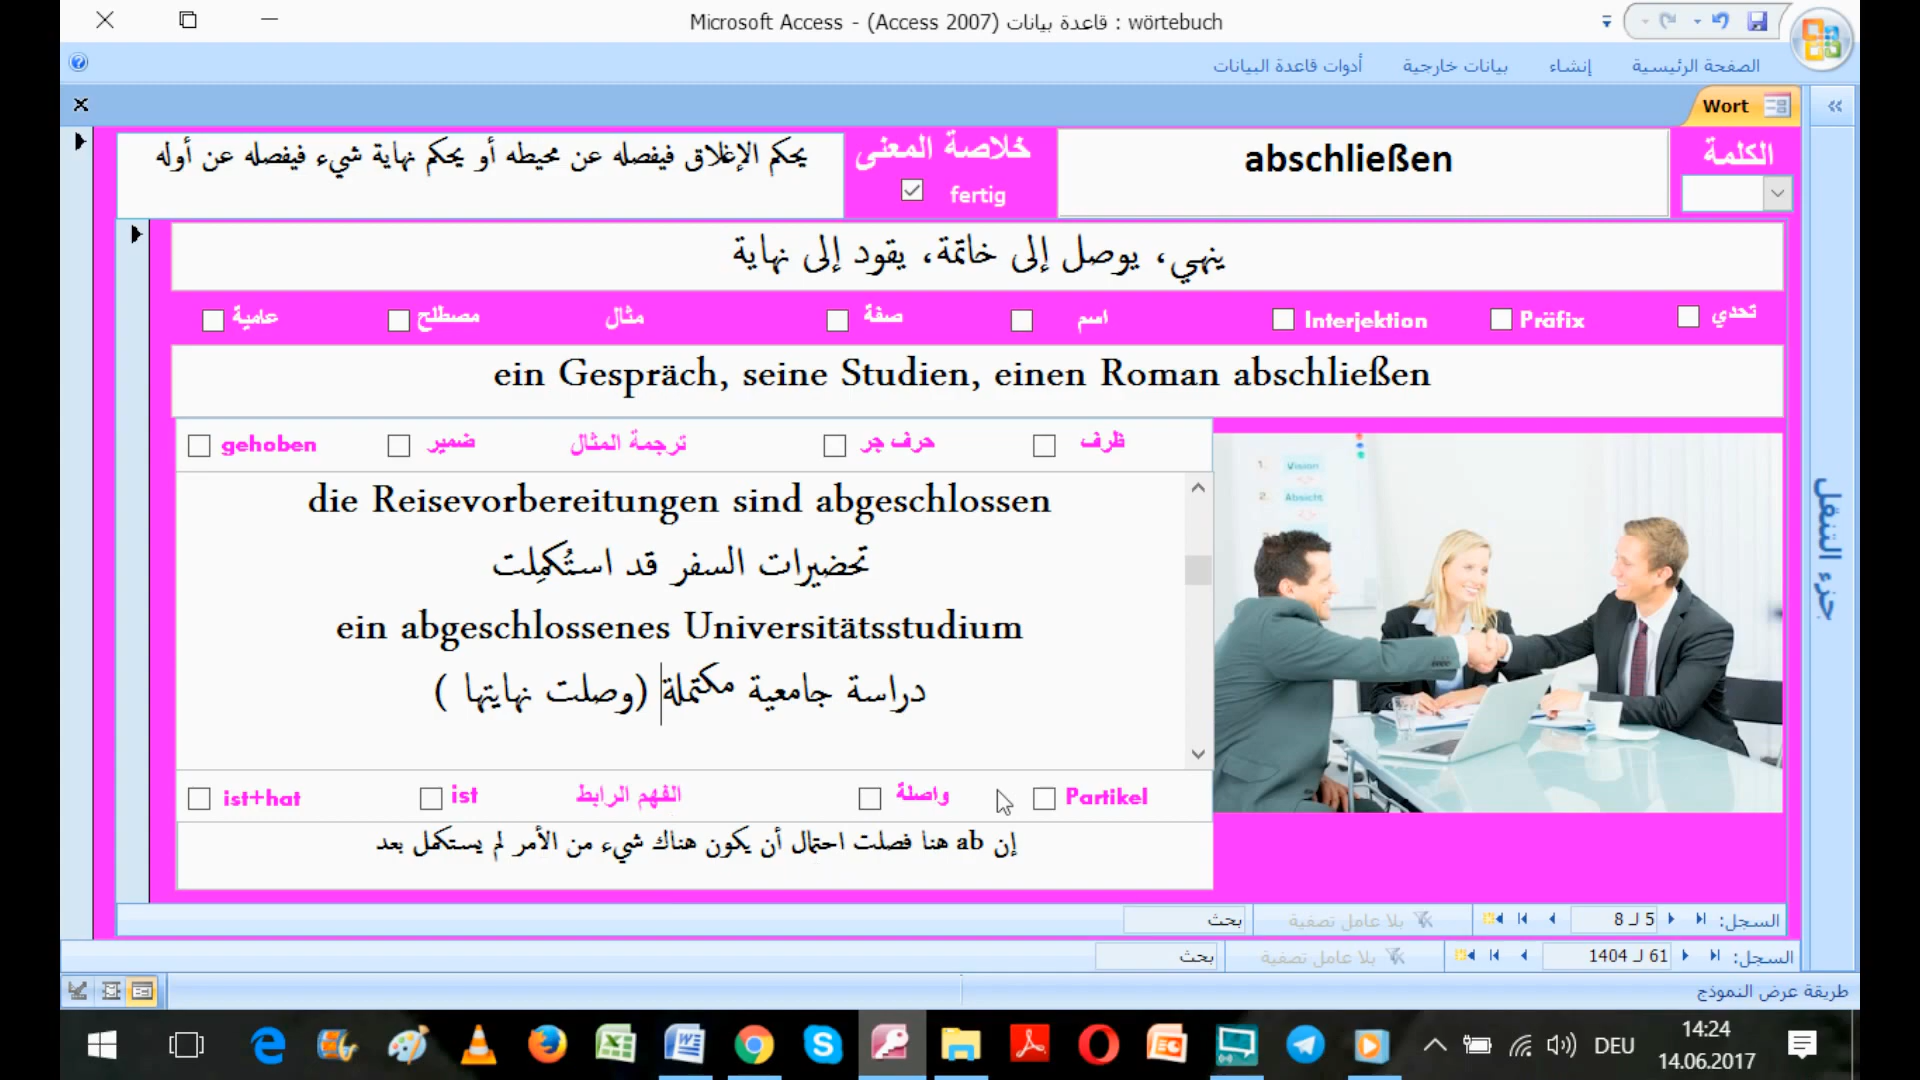 Microsoft Access - (Access 2007) قاعدة بيانات : wörtebuch
الصفحة الرئيسية
إنشاء
بيانات خارجية
أدوات قاعدة البيانات
Wort
الكلمة
abschließen
خلاصة المعنى
fertig
يحكم الإغلاق فيفصله عن محيطه أو يحكم نهاية شيء فيفصله عن أوله
ينهي، يوصل إلى خاتمة، يقود إلى نهاية
تحدي
Präfix
Interjektion
اسم
صفة
مثال
مصطلح
عامية
ein Gespräch, seine Studien, einen Roman abschließen
ظرف
حرف جر
ترجمة المثال
ضمير
gehoben
die Reisevorbereitungen sind abgeschlossen
تحضيرات السفر قد استُكمِلت
ein abgeschlossenes Universitätsstudium
دراسة جامعية مكتملة (وصلت نهايتها )
1. Vision
2. Absicht
Partikel
واصلة
الفهم الرابط
ist
ist+hat
إن ab هنا فصلت احتمال أن يكون هناك شيء من الأمر لم يستكمل بعد
جزء التنقل
السجل: 5 لـ 8
بلا عامل تصفية
بحث
السجل: 61 لـ 1404
بلا عامل تصفية
بحث
طريقة عرض النموذج
DEU
14:24
14.06.2017